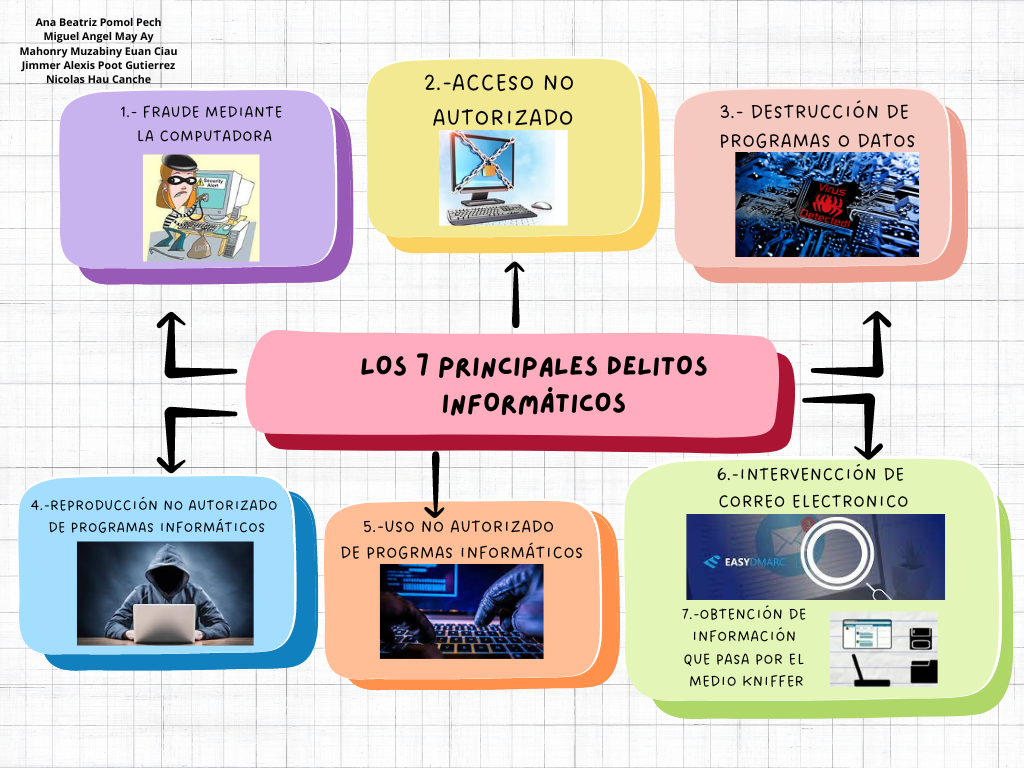 Ana Beatriz Pomol Pech
Miguel Angel May Ay
Mahonry Muzabiny Euan Ciau
Jimmer Alexis Poot Gutierrez
Nicolas Hau Canche
1.- FRAUDE MEDIANTE
LA COMPUTADORA
Security
Alert
2.-ACCESO NO
AUTORIZADO
3.- DESTRUCCIÓN DE
PROGRAMAS O DATOS
Virus
Detected!
LOS 7 PRINCIPALES DELITOS
INFORMÁTICOS
4.-REPRODUCCIÓN NO AUTORIZADO
DE PROGRAMAS INFORMÁTICOS
5.-USO NO AUTORIZADO
DE PROGRMAS INFORMÁTICOS
6.-INTERVENCCIÓN DE
CORREO ELECTRONICO
EASYDMARC
7.-OBTENCIÓN DE
INFORMACIÓN
QUE PASA POR EL
MEDIO KNIFFER